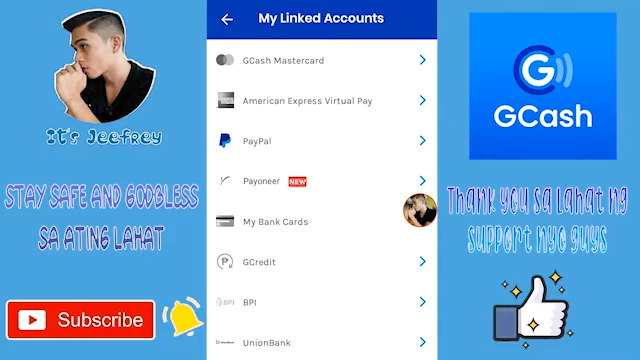 It's Jeefrey
STAY SAFE AND GODBLESS
SA ATING LAHAT
Subscribe
My Linked Accounts
GCash Mastercard
American Express Virtual Pay
PayPal
Payoneer NEW
My Bank Cards
GCredit
BPI BPI
UnionBank
G
GCash
Thank you sa lahat ng
support nyo guys